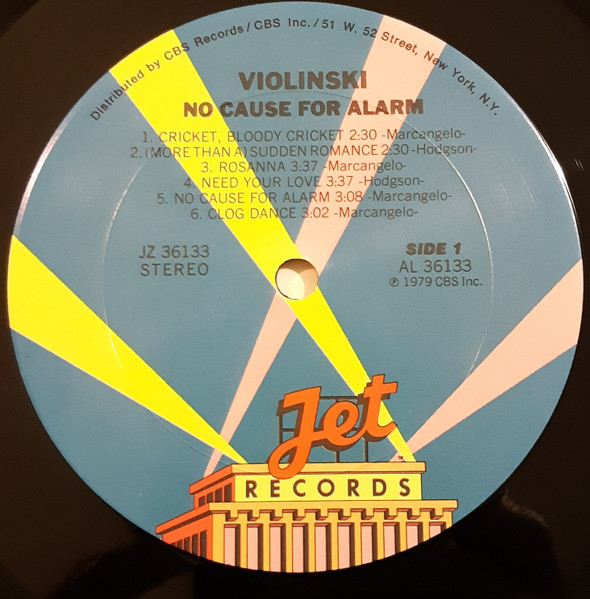 Distributed by CBS Records/CBS Inc./51 W. 52 Street, New York, N.Y.
VIOLINSKI
NO CAUSE FOR ALARM
1. CRICKET, BLOODY CRICKET 2:30 -Marcangelo-
2. (MORE THAN A) SUDDEN ROMANCE 2:30 -Hodgson-
3. ROSANNA 3:37 -Marcangelo-
4. NEED YOUR LOVE 3:37 -Hodgson-
5. NO CAUSE FOR ALARM 3:08 -Marcangelo-
6. CLOG DANCE 3:02 -Marcangelo-
JZ 36133
STEREO
SIDE 1
AL 36133
℗ 1979 CBS Inc.
Jet
RECORDS